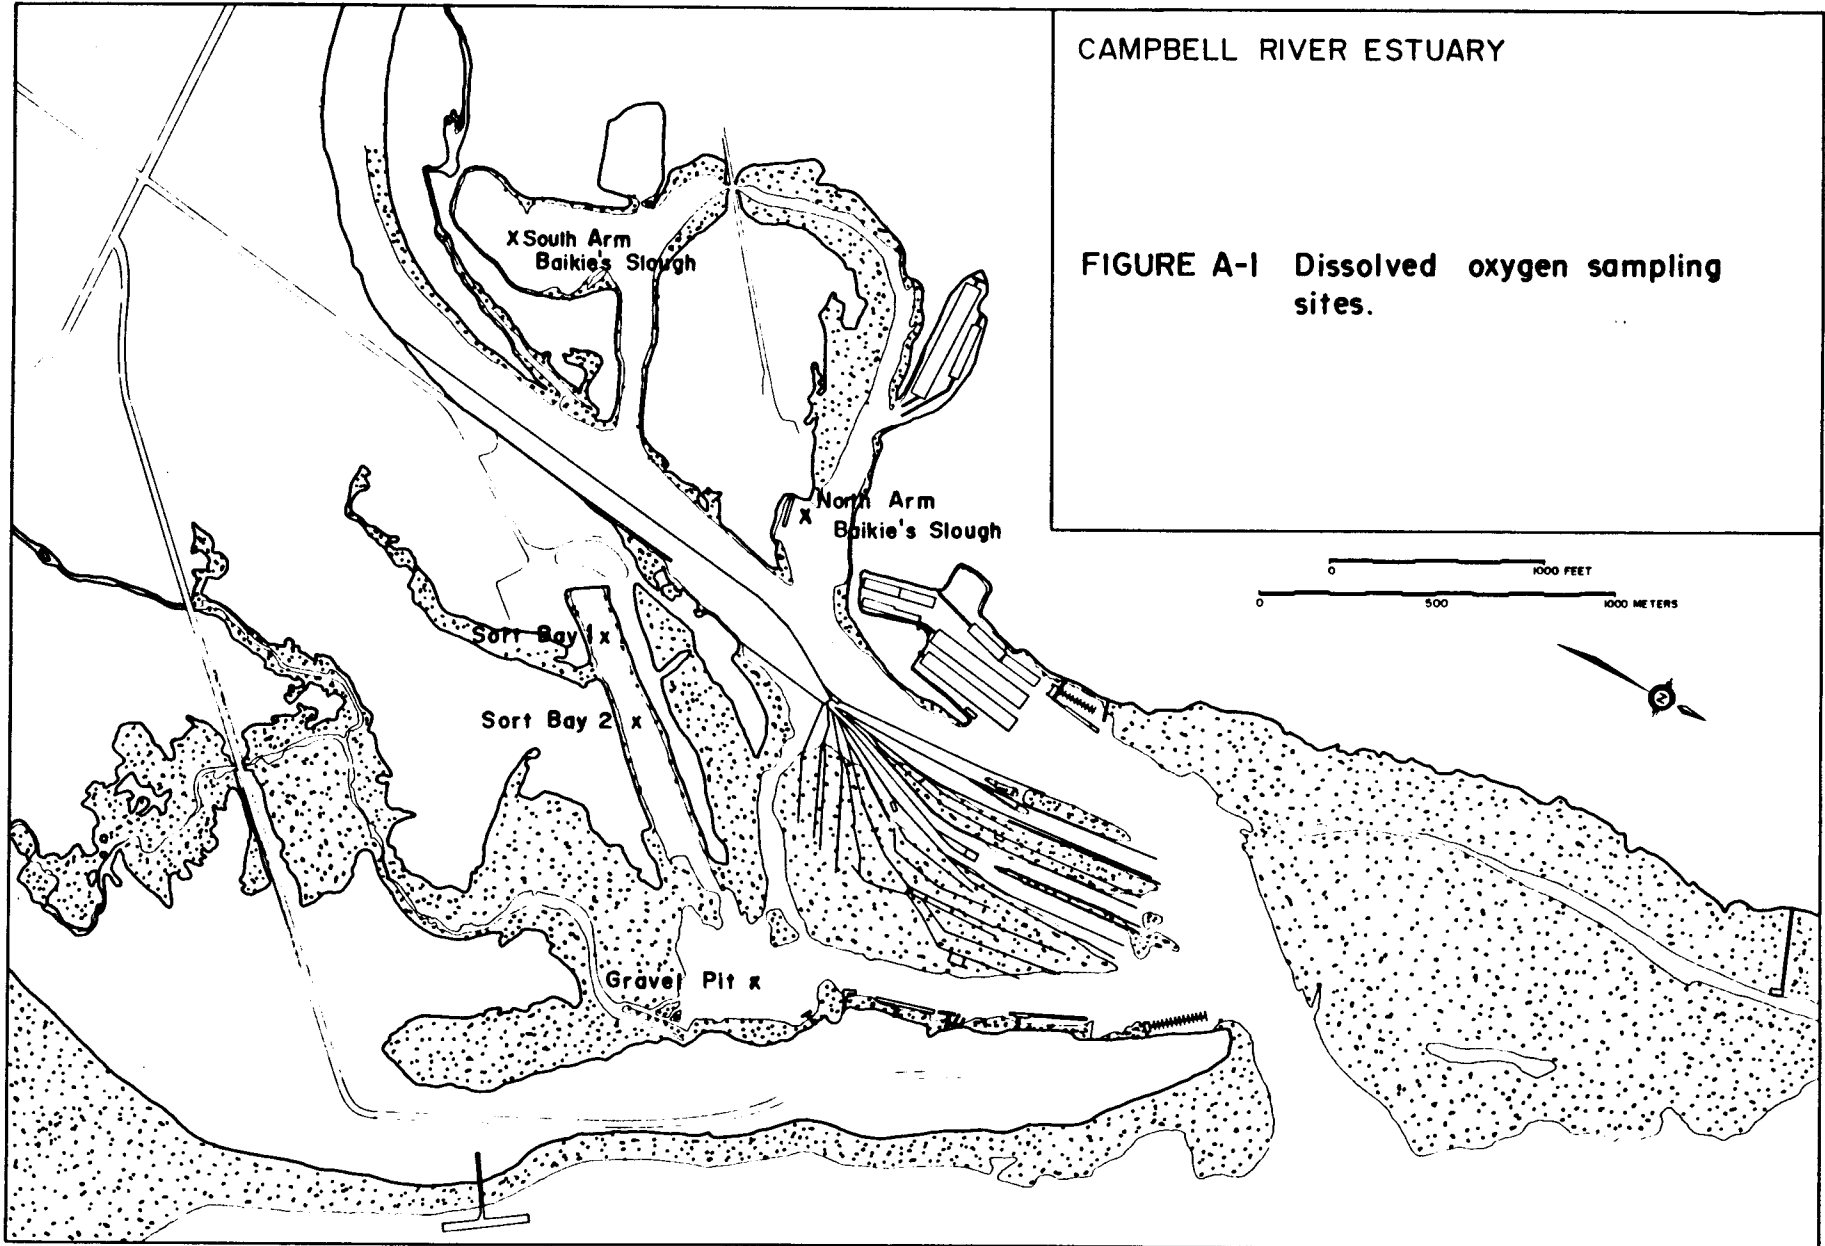 CAMPBELL RIVER ESTUARY
FIGURE A-1 Dissolved oxygen sampling
sites.
X South Arm
Baikie's Slough
North Arm
X
Baikie's Slough
0 1000 FEET
0 500 1000 METERS
N
Sort Bay 1 x
Sort Bay 2 x
Gravel Pit x